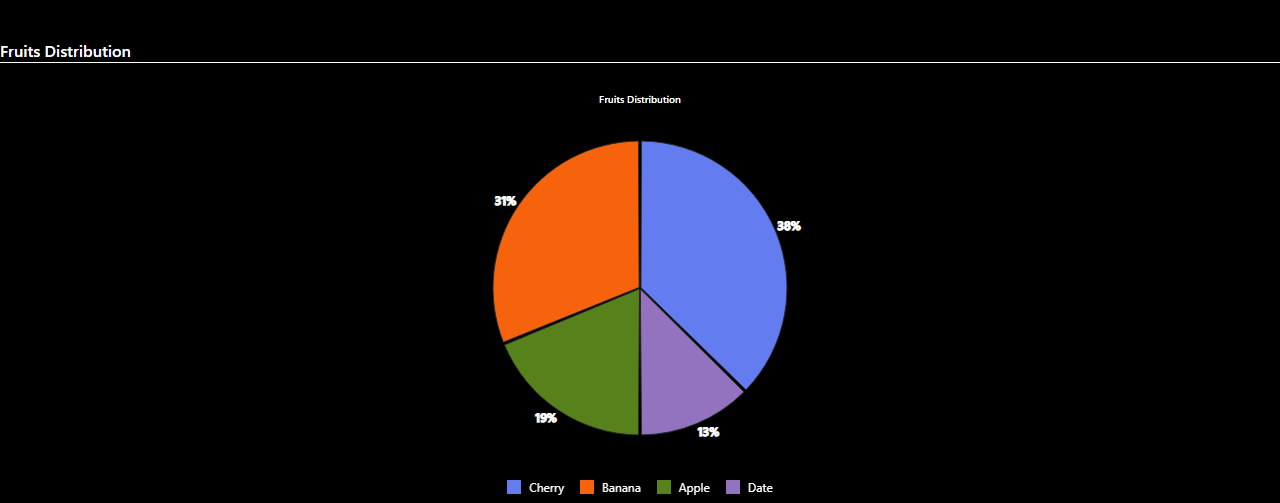 Fruits Distribution
Fruits Distribution
31%
38%
19%
13%
Cherry Banana Apple Date